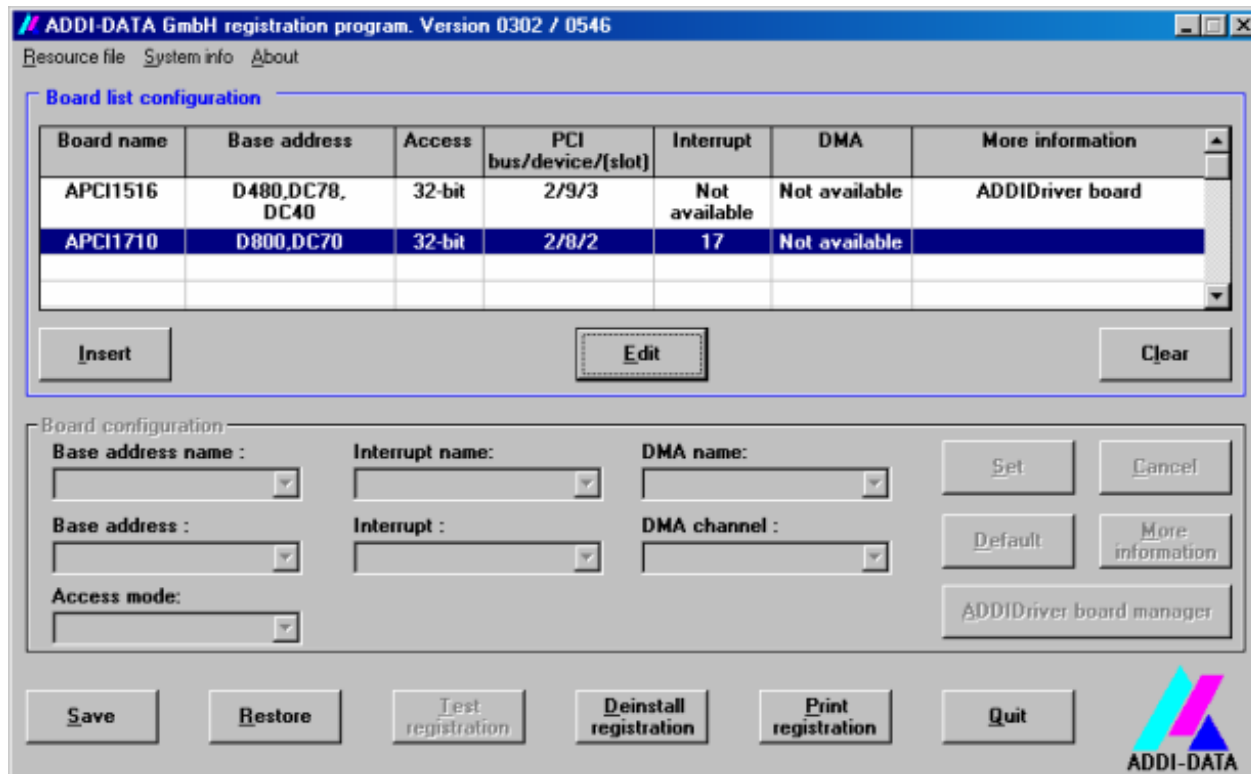 ADDI-DATA GmbH registration program. Version 0302 / 0546
Resource file System info About
Board list configuration
Board name Base address Access PCI bus/device/(slot) Interrupt DMA More information
APCI1516 D480,DC78, DC40 32-bit 2/9/3 Not available Not available ADDIDriver board
APCI1710 D800,DC70 32-bit 2/8/2 17 Not available
Insert Edit Clear
Board configuration
Base address name : Interrupt name: DMA name: Set Cancel
Base address : Interrupt : DMA channel : Default More information
Access mode: ADDIDriver board manager
Save Restore Test registration Deinstall registration Print registration Quit
ADDI-DATA